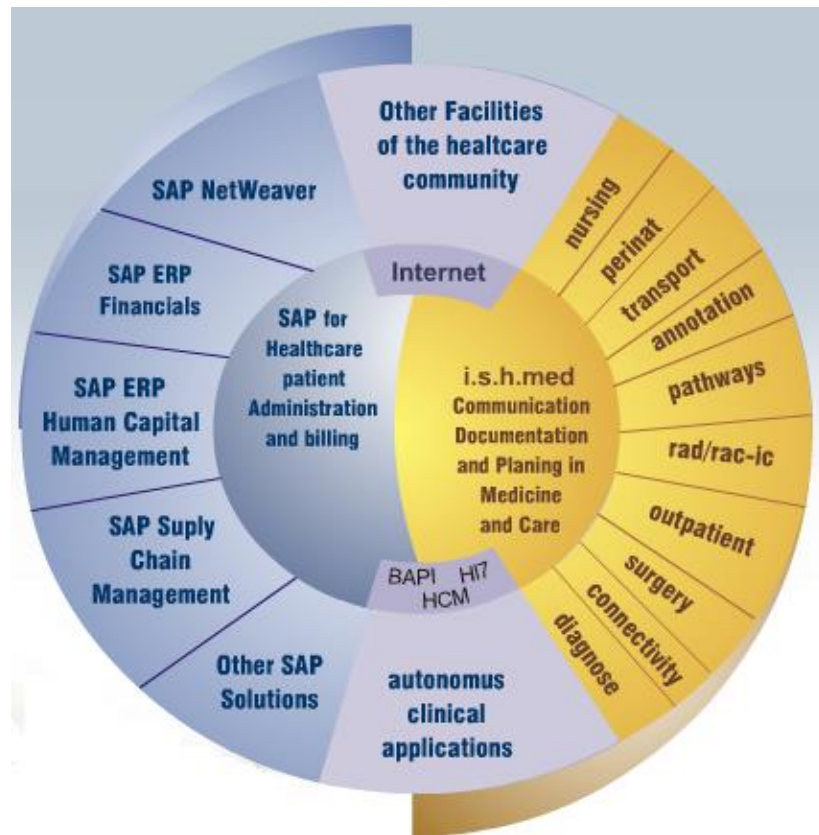 Other Facilities
of the healtcare
community
Internet
SAP NetWeaver
SAP ERP
Financials
SAP ERP
Human Capital
Management
SAP Suply
Chain
Management
Other SAP
Solutions
SAP for
Healthcare
patient
Administration
and billing
i.s.h.med
Communication
Documentation
and Planing in
Medicine
and Care
nursing
perinat
transport
annotation
pathways
rad/rac-ic
outpatient
surgery
connectivity
diagnose
BAPI HI7
HCM
autonomus
clinical
applications